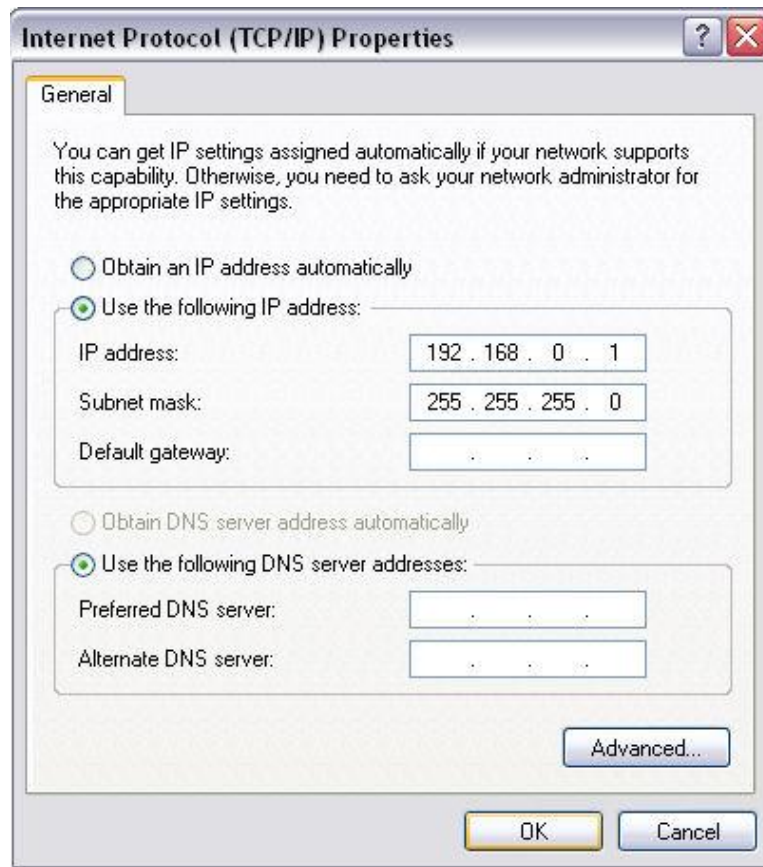 Internet Protocol (TCP/IP) Properties
General
You can get IP settings assigned automatically if your network supports
this capability. Otherwise, you need to ask your network administrator for
the appropriate IP settings.
Obtain an IP address automatically
Use the following IP address:
IP address: 192 . 168 . 0 . 1
Subnet mask: 255 . 255 . 255 . 0
Default gateway: . . .
Obtain DNS server address automatically
Use the following DNS server addresses:
Preferred DNS server: . . .
Alternate DNS server: . . .
Advanced...
OK Cancel